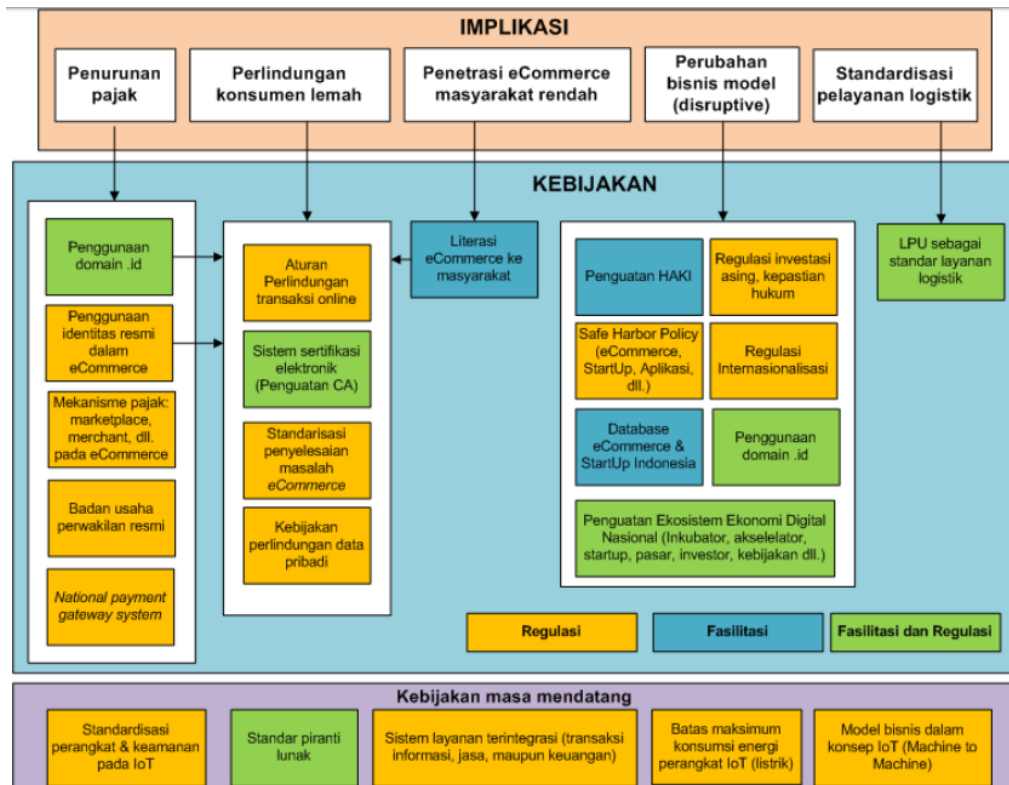 IMPLIKASI
Penurunan
pajak
Perlindungan
konsumen lemah
Penetrasi eCommerce
masyarakat rendah
Perubahan
bisnis model
(disruptive)
Standardisasi
pelayanan logistik
KEBIJAKAN
Penggunaan
domain .id
Penggunaan
identitas resmi
dalam
eCommerce
Mekanisme pajak:
marketplace,
merchant, dll.
pada eCommerce
Badan usaha
perwakilan resmi
National payment
gateway system
Aturan
Perlindungan
transaksi online
Sistem sertifikasi
elektronik
(Penguatan CA)
Standarisasi
penyelesaian
masalah
eCommerce
Kebijakan
perlindungan data
pribadi
Literasi
eCommerce ke
masyarakat
Penguatan HAKI
Regulasi investasi
asing, kepastian
hukum
Safe Harbor Policy
(eCommerce,
StartUp, Aplikasi,
dll.)
Regulasi
Internasionalisasi
Database
eCommerce &
StartUp Indonesia
Penggunaan
domain .id
Penguatan Ekosistem Ekonomi Digital
Nasional (Inkubator, akselelator,
startup, pasar, investor, kebijakan dll.)
LPU sebagai
standar layanan
logistik
Regulasi
Fasilitasi
Fasilitasi dan Regulasi
Kebijakan masa mendatang
Standardisasi
perangkat & keamanan
pada IoT
Standar piranti
lunak
Sistem layanan terintegrasi (transaksi
informasi, jasa, maupun keuangan)
Batas maksimum
konsumsi energi
perangkat IoT (listrik)
Model bisnis dalam
konsep IoT (Machine to
Machine)